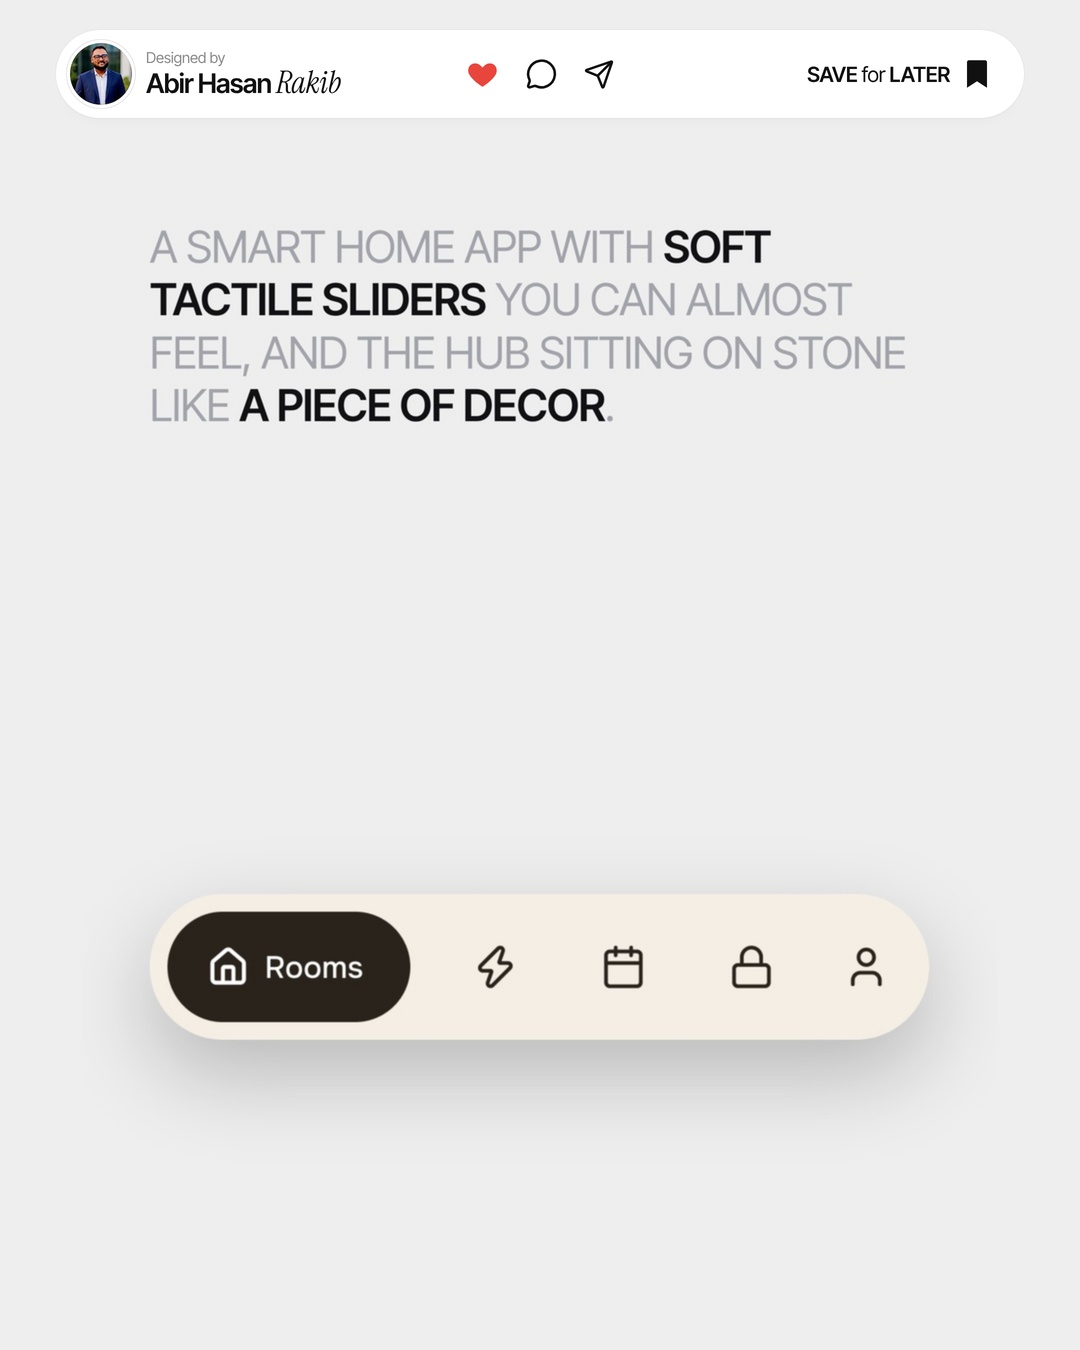 Designed by
Abir Hasan Rakib
SAVE for LATER
A SMART HOME APP WITH SOFT
TACTILE SLIDERS YOU CAN ALMOST
FEEL, AND THE HUB SITTING ON STONE
LIKE A PIECE OF DECOR.
Rooms